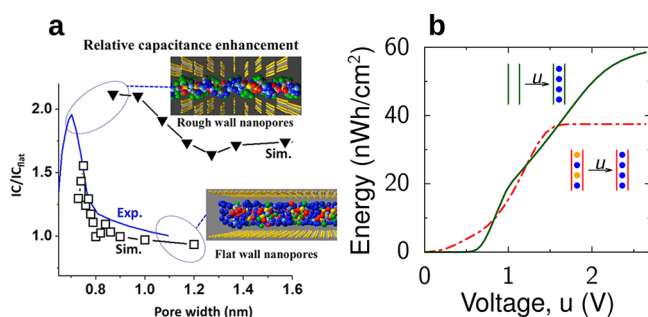 a
Relative capacitance enhancement
Rough wall nanopores
Sim.
Exp.
Sim.
Flat wall nanopores
IC/IC_flat
2.0
1.5
1.0
0.8 1.0 1.2 1.4 1.6
Pore width (nm)
b
Energy (nWh/cm²)
60
40
20
0
u
u
0 1 2
Voltage, u (V)